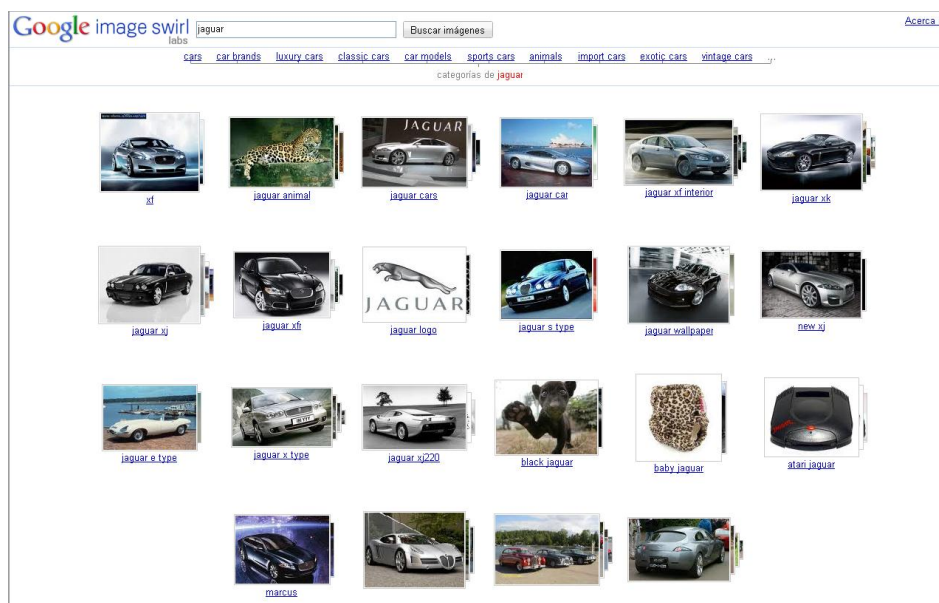 Google image swirl
labs
jaguar
Buscar imágenes
Acerca
cars car brands luxury cars classic cars car models sports cars animals import cars exotic cars vintage cars ...
categorías de jaguar
JAGUAR
xf
jaguar animal
jaguar cars
jaguar car
jaguar xf interior
jaguar xk
JAGUAR
jaguar xj
jaguar xfr
jaguar logo
jaguar s type
jaguar wallpaper
new xj
jaguar e type
jaguar x type
jaguar xj220
black jaguar
baby jaguar
atari jaguar
marcus